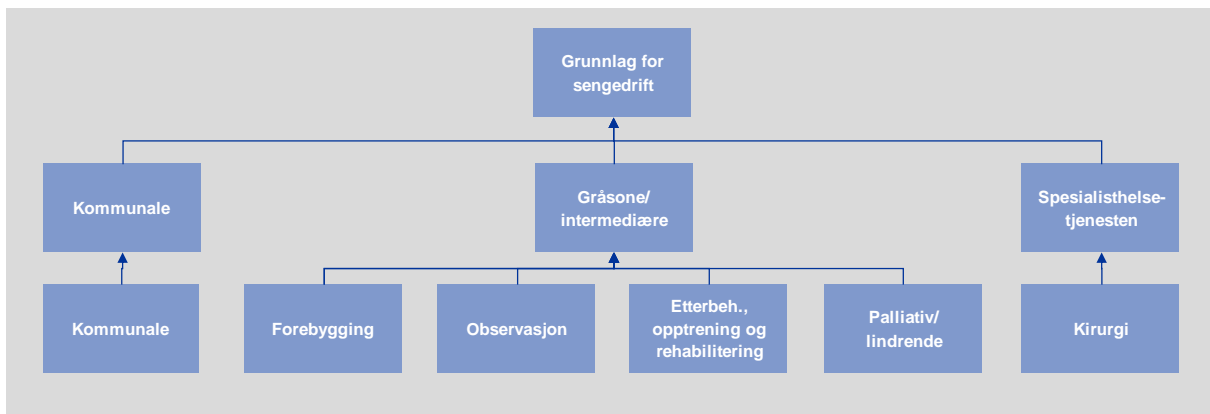 Grunnlag for
sengedrift
Kommunale
Gråsone/
intermediære
Spesialisthelse-
tjenesten
Kommunale
Forebygging
Observasjon
Etterbeh.,
opptrening og
rehabilitering
Palliativ/
lindrende
Kirurgi